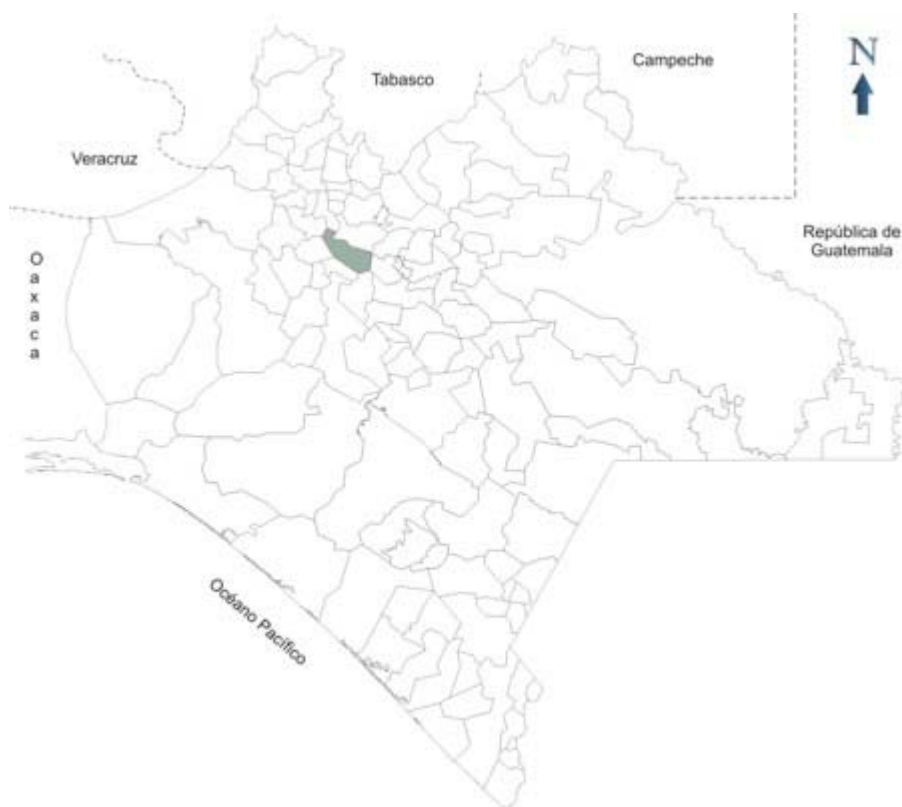 Campeche
N
Tabasco
Veracruz
República de
Guatemala
O
a
x
a
c
a
Océano Pacífico